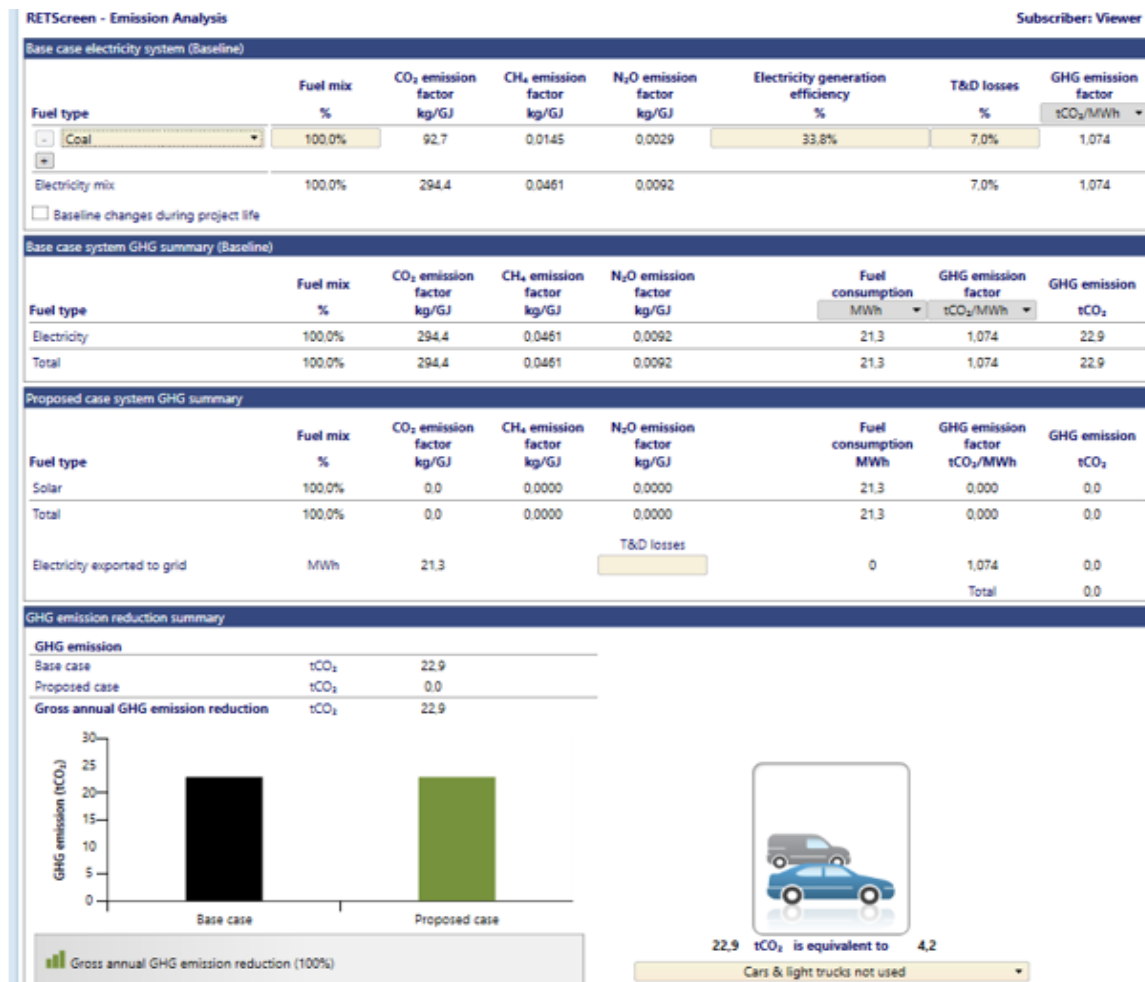 RETScreen - Emission Analysis Subscriber: Viewer
Base case electricity system (Baseline)
Fuel mix CO₂ emission factor CH₄ emission factor N₂O emission factor Electricity generation efficiency T&D losses GHG emission factor
Fuel type % kg/GJ kg/GJ kg/GJ % % tCO₂/MWh
- Coal 100,0% 92,7 0,0145 0,0029 33,8% 7,0% 1,074
+
Electricity mix 100,0% 294,4 0,0461 0,0092 7,0% 1,074
Baseline changes during project life
Base case system GHG summary (Baseline)
Fuel mix CO₂ emission factor CH₄ emission factor N₂O emission factor Fuel consumption GHG emission factor GHG emission
Fuel type % kg/GJ kg/GJ kg/GJ MWh tCO₂/MWh tCO₂
Electricity 100,0% 294,4 0,0461 0,0092 21,3 1,074 22,9
Total 100,0% 294,4 0,0461 0,0092 21,3 1,074 22,9
Proposed case system GHG summary
Fuel mix CO₂ emission factor CH₄ emission factor N₂O emission factor Fuel consumption GHG emission factor GHG emission
Fuel type % kg/GJ kg/GJ kg/GJ MWh tCO₂/MWh tCO₂
Solar 100,0% 0,0 0,0000 0,0000 21,3 0,000 0,0
Total 100,0% 0,0 0,0000 0,0000 21,3 0,000 0,0
T&D losses
Electricity exported to grid MWh 21,3 0 1,074 0,0
Total 0,0
GHG emission reduction summary
GHG emission
Base case tCO₂ 22,9
Proposed case tCO₂ 0,0
Gross annual GHG emission reduction tCO₂ 22,9
30
25
20
15
10
5
0
GHG emission (tCO₂)
Base case Proposed case
22,9 tCO₂ is equivalent to 4,2
Gross annual GHG emission reduction (100%)
Cars & light trucks not used